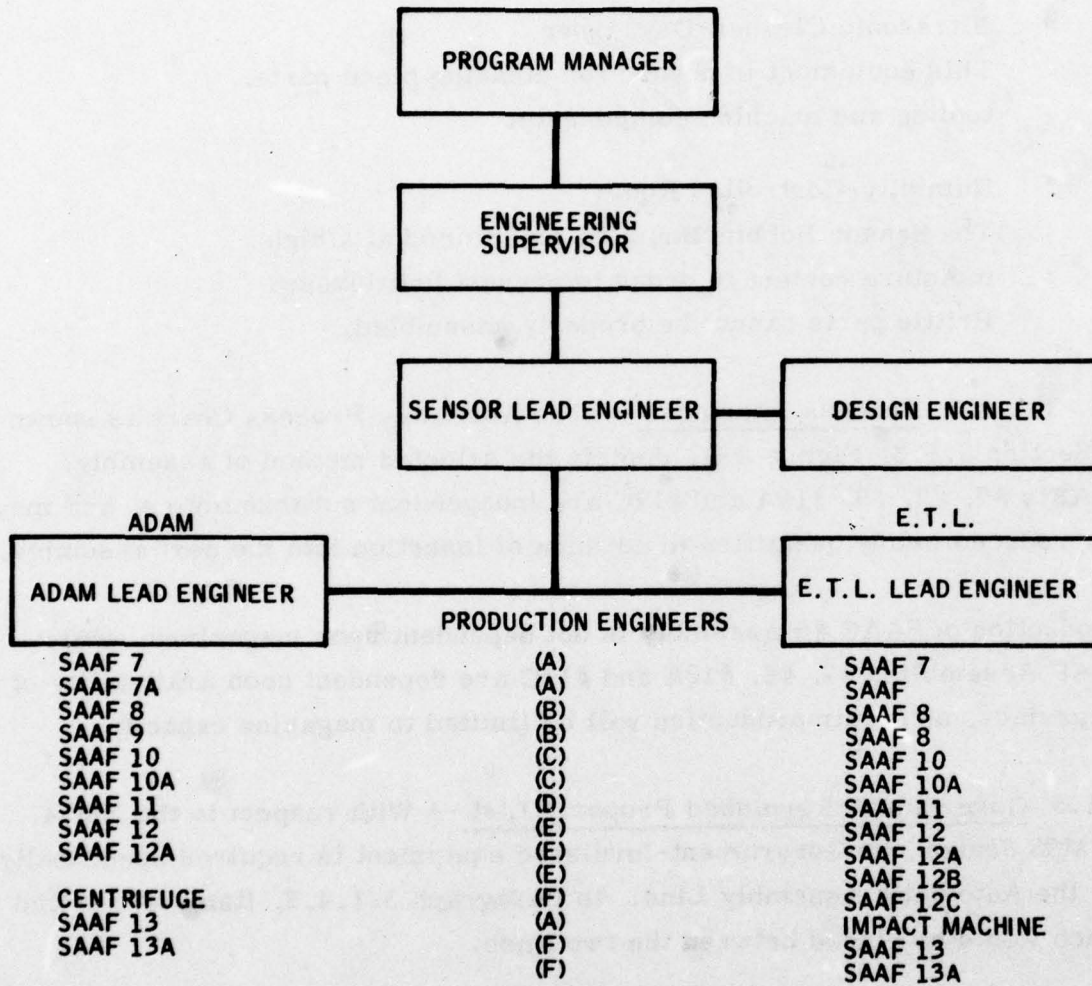 PROGRAM MANAGER
ENGINEERING
SUPERVISOR
SENSOR LEAD ENGINEER
DESIGN ENGINEER
ADAM
ADAM LEAD ENGINEER
E.T.L.
E.T.L. LEAD ENGINEER
PRODUCTION ENGINEERS
SAAF 7
SAAF 7A
SAAF 8
SAAF 9
SAAF 10
SAAF 10A
SAAF 11
SAAF 12
SAAF 12A
CENTRIFUGE
SAAF 13
SAAF 13A
(A)
(A)
(B)
(B)
(C)
(C)
(D)
(E)
(E)
(E)
(F)
(A)
(F)
(F)
SAAF 7
SAAF
SAAF 8
SAAF 8
SAAF 10
SAAF 10A
SAAF 11
SAAF 12
SAAF 12A
SAAF 12B
SAAF 12C
IMPACT MACHINE
SAAF 13
SAAF 13A